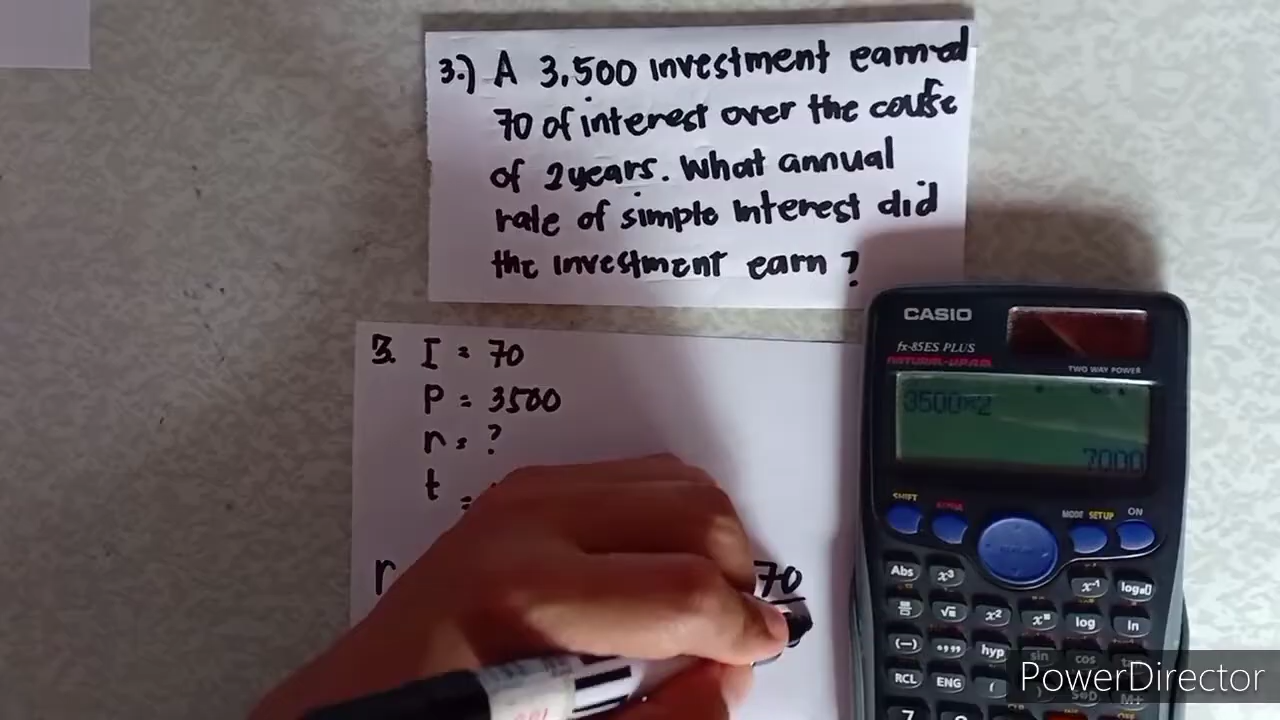 3.) A 3,500 investment earned
70 of interest over the course
of 2 years. What annual
rate of simple interest did
the investment earn?
3. I = 70
P = 3500
r = ?
t =
r
70
CASIO
fx-85ES PLUS
NATURAL-V.P.A.M.
TWO WAY POWER
3500×2
7000
SHIFT ALPHA MODE SETUP ON
REPLAY
Abs x³ x⁻¹ log
√ x² log ln
(−) hyp sin cos
RCL ENG ( ) S⇔D M+
7
PowerDirector